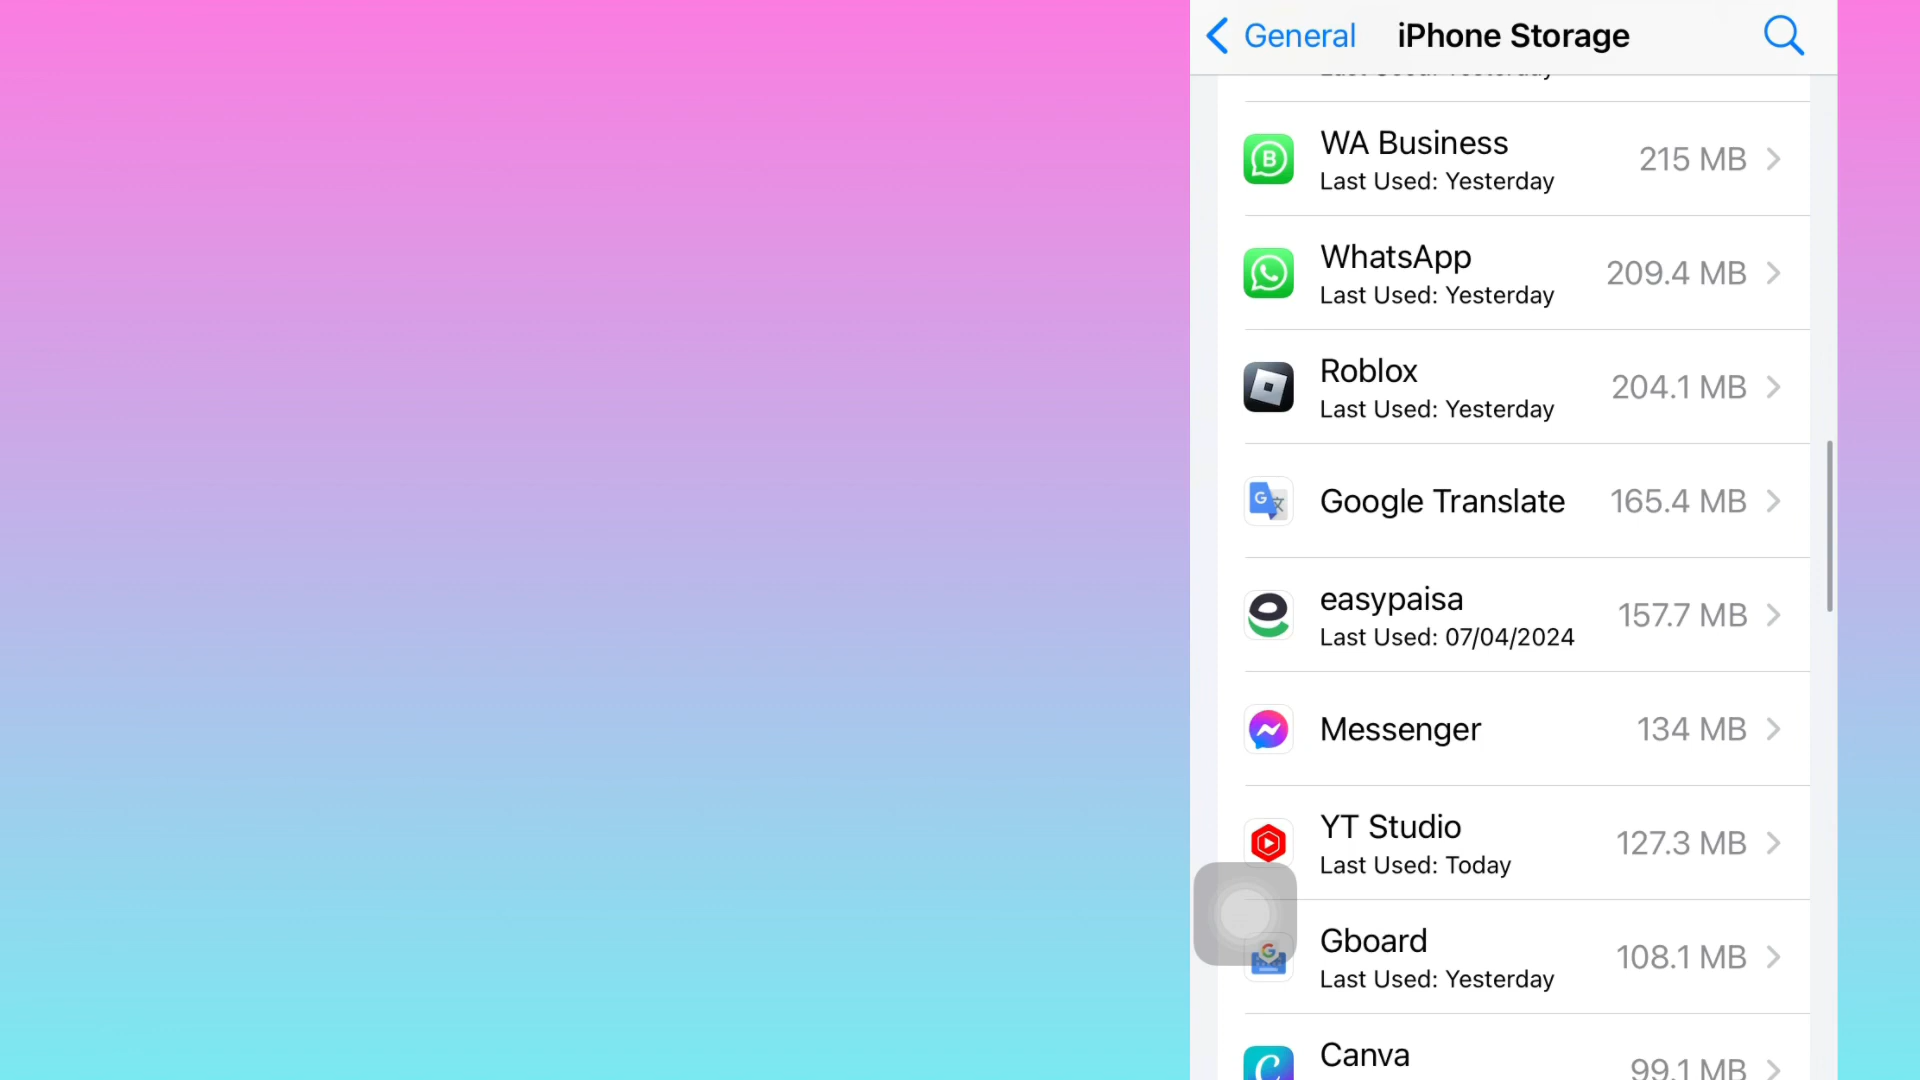 General
iPhone Storage
Last Used: Yesterday
WA Business
215 MB
Last Used: Yesterday
WhatsApp
209.4 MB
Last Used: Yesterday
Roblox
204.1 MB
Last Used: Yesterday
Google Translate
165.4 MB
easypaisa
157.7 MB
Last Used: 07/04/2024
Messenger
134 MB
YT Studio
127.3 MB
Last Used: Today
Gboard
108.1 MB
Last Used: Yesterday
Canva
99.1 MB